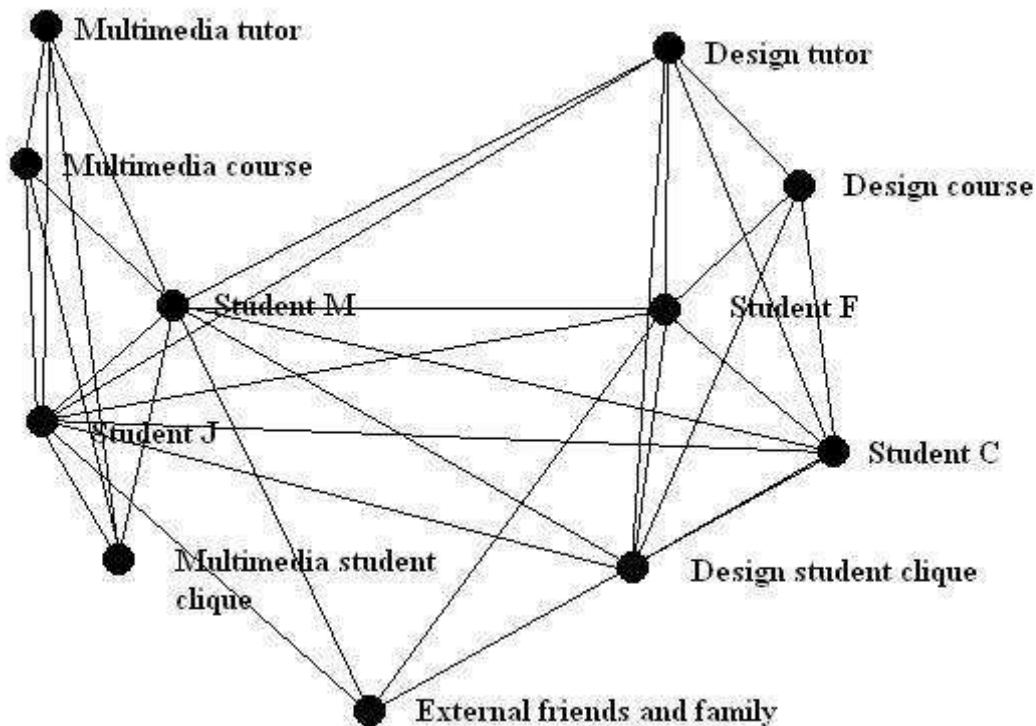 Multimedia tutor
Design tutor
Multimedia course
Design course
Student M
Student F
Student J
Student C
Multimedia student
clique
Design student clique
External friends and family